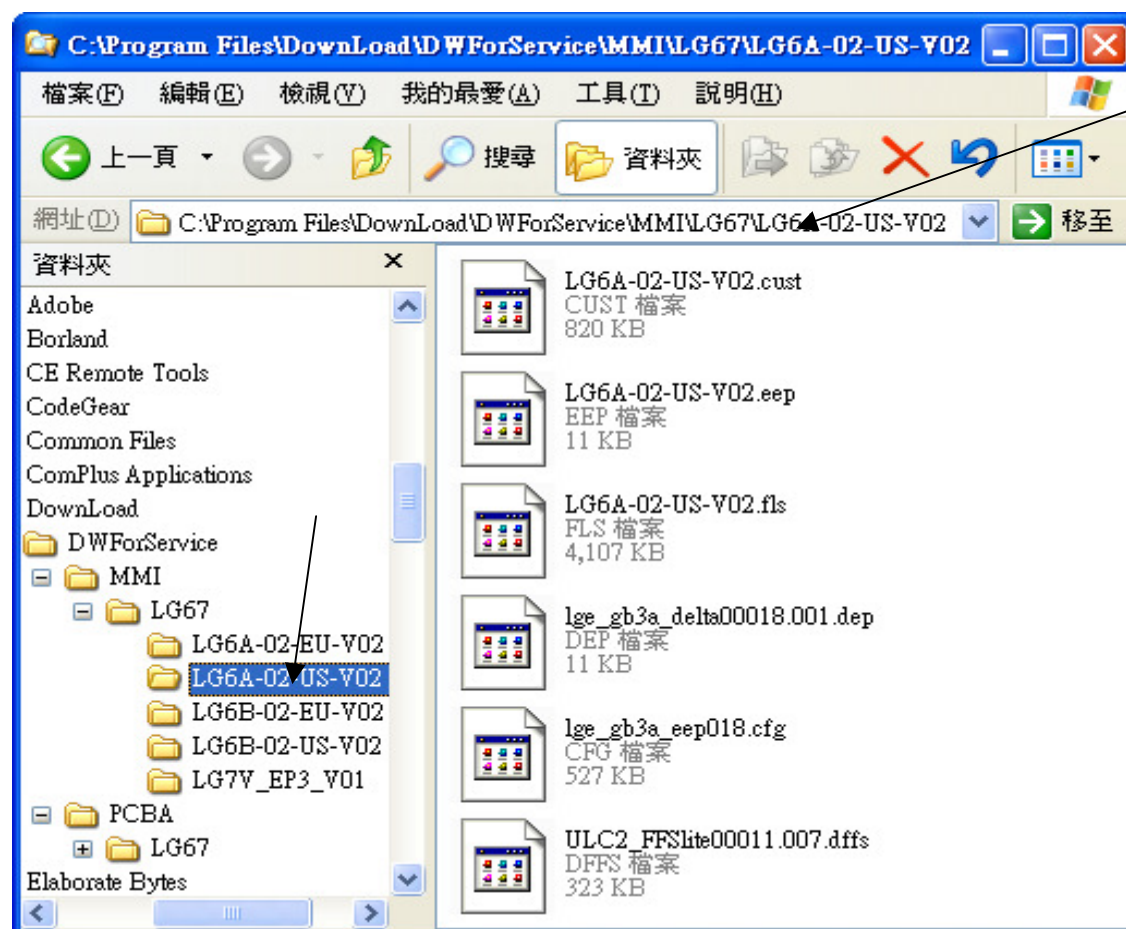 C:\Program Files\DownLoad\DWForService\MMI\LG67\LG6A-02-US-V02
檔案(F) 編輯(E) 檢視(V) 我的最愛(A) 工具(T) 說明(H)
上一頁 搜尋 資料夾
網址(D) C:\Program Files\DownLoad\DWForService\MMI\LG67\LG6A-02-US-V02 移至
資料夾 ×
Adobe
Borland
CE Remote Tools
CodeGear
Common Files
ComPlus Applications
DownLoad
DWForService
MMI
LG67
LG6A-02-EU-V02
LG6A-02-US-V02
LG6B-02-EU-V02
LG6B-02-US-V02
LG7V_EP3_V01
PCBA
LG67
Elaborate Bytes
LG6A-02-US-V02.cust
CUST 檔案
820 KB
LG6A-02-US-V02.eep
EEP 檔案
11 KB
LG6A-02-US-V02.fls
FLS 檔案
4,107 KB
lge_gb3a_delta00018.001.dep
DEP 檔案
11 KB
lge_gb3a_eep018.cfg
CFG 檔案
527 KB
ULC2_FFSlite00011.007.dffs
DFFS 檔案
323 KB